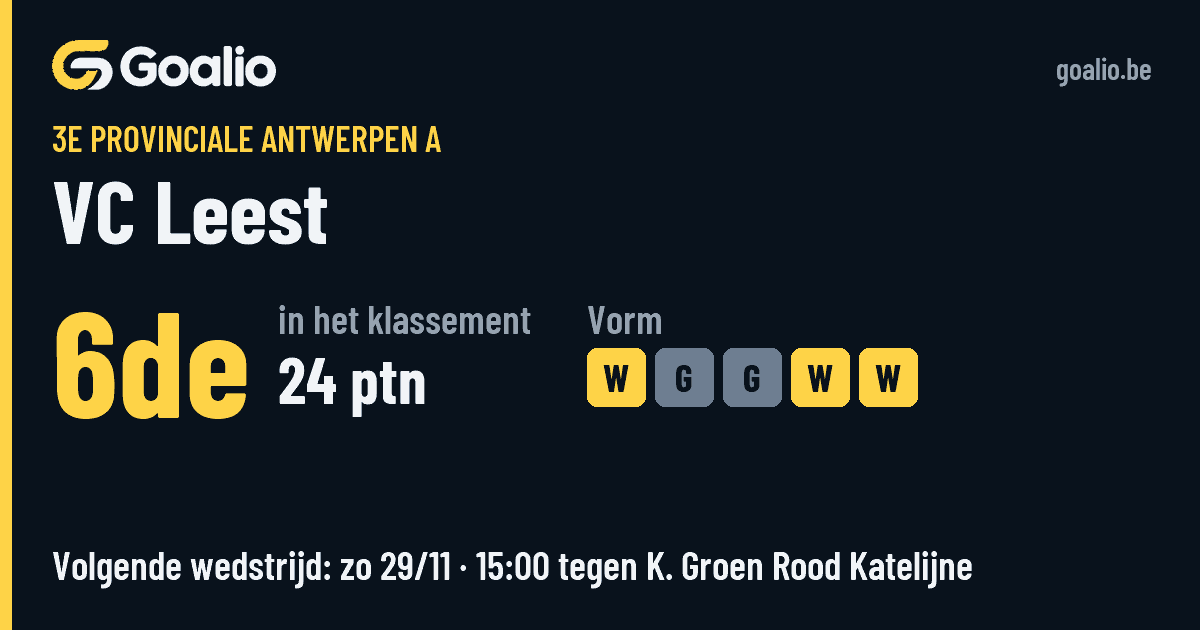 Goalio
goalio.be
3E PROVINCIALE ANTWERPEN A
VC Leest
6de
in het klassement
24 ptn
Vorm
W G G W W
Volgende wedstrijd: zo 29/11 · 15:00 tegen K. Groen Rood Katelijne